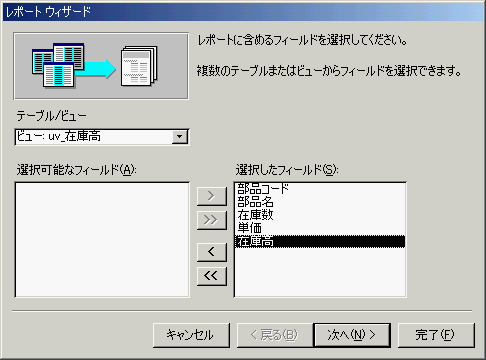 レポート ウィザード
レポートに含めるフィールドを選択してください。
複数のテーブルまたはビューからフィールドを選択できます。
テーブル/ビュー
ビュー: uv_在庫高
選択可能なフィールド(A):
選択したフィールド(S):
部品コード
部品名
在庫数
単価
在庫高
>
>>
<
<<
キャンセル
< 戻る(B)
次へ(N) >
完了(F)